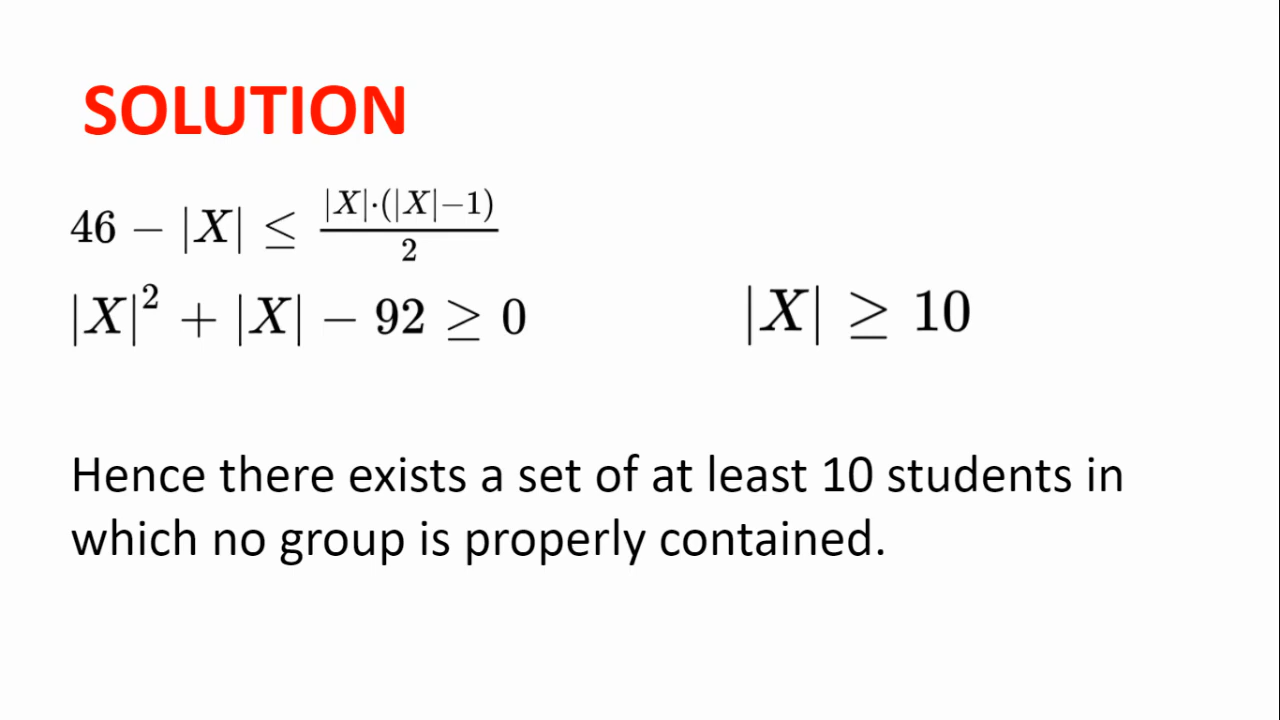 SOLUTION
46 − |X| ≤ |X|·(|X|−1) / 2
|X|² + |X| − 92 ≥ 0
|X| ≥ 10
Hence there exists a set of at least 10 students in
which no group is properly contained.